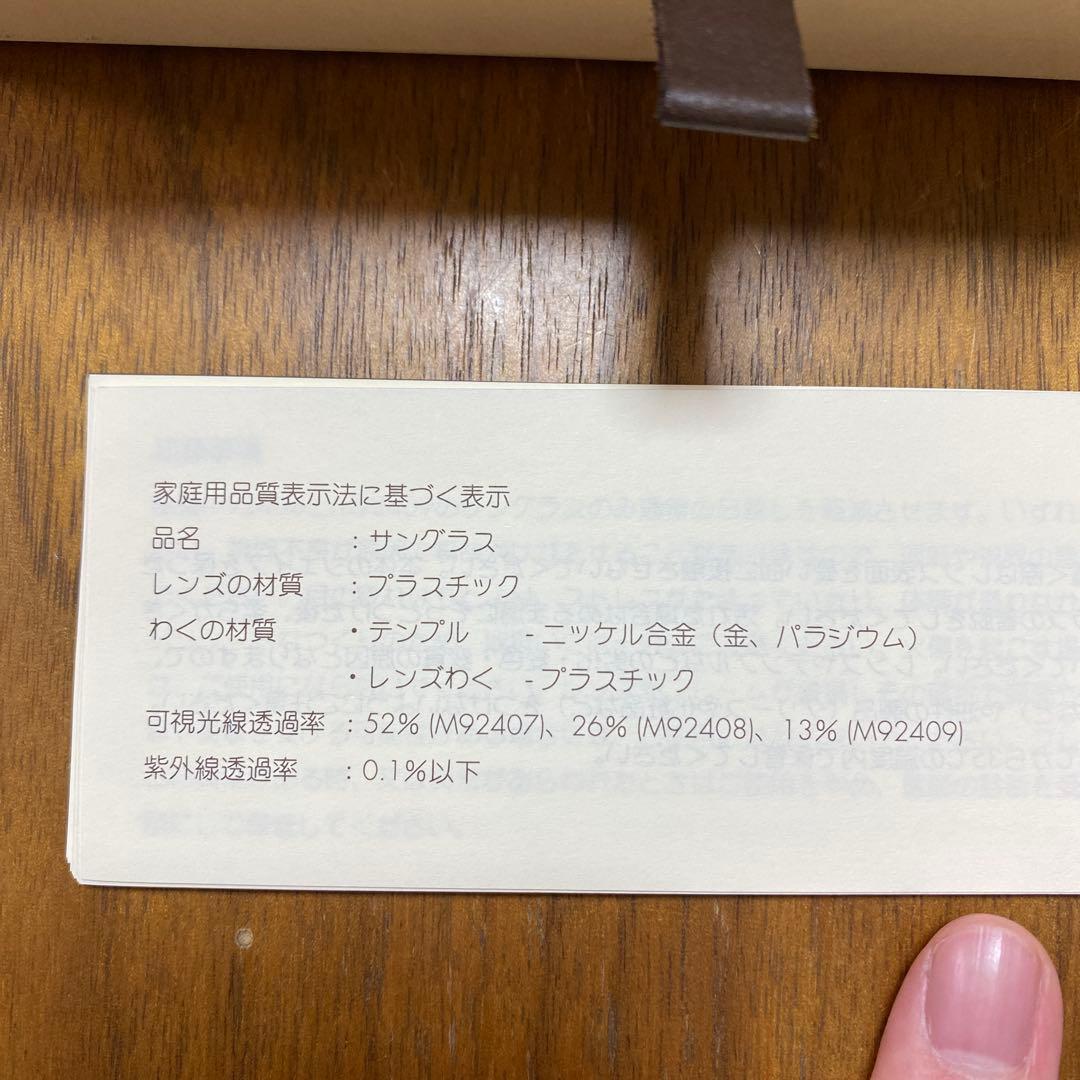 家庭用品質表示法に基づく表示
品名 ：サングラス
レンズの材質 ：プラスチック
わくの材質 ・テンプル - ニッケル合金（金、パラジウム）
・レンズわく - プラスチック
可視光線透過率 ：52% (M92407)、26% (M92408)、13% (M92409)
紫外線透過率 ：0.1%以下